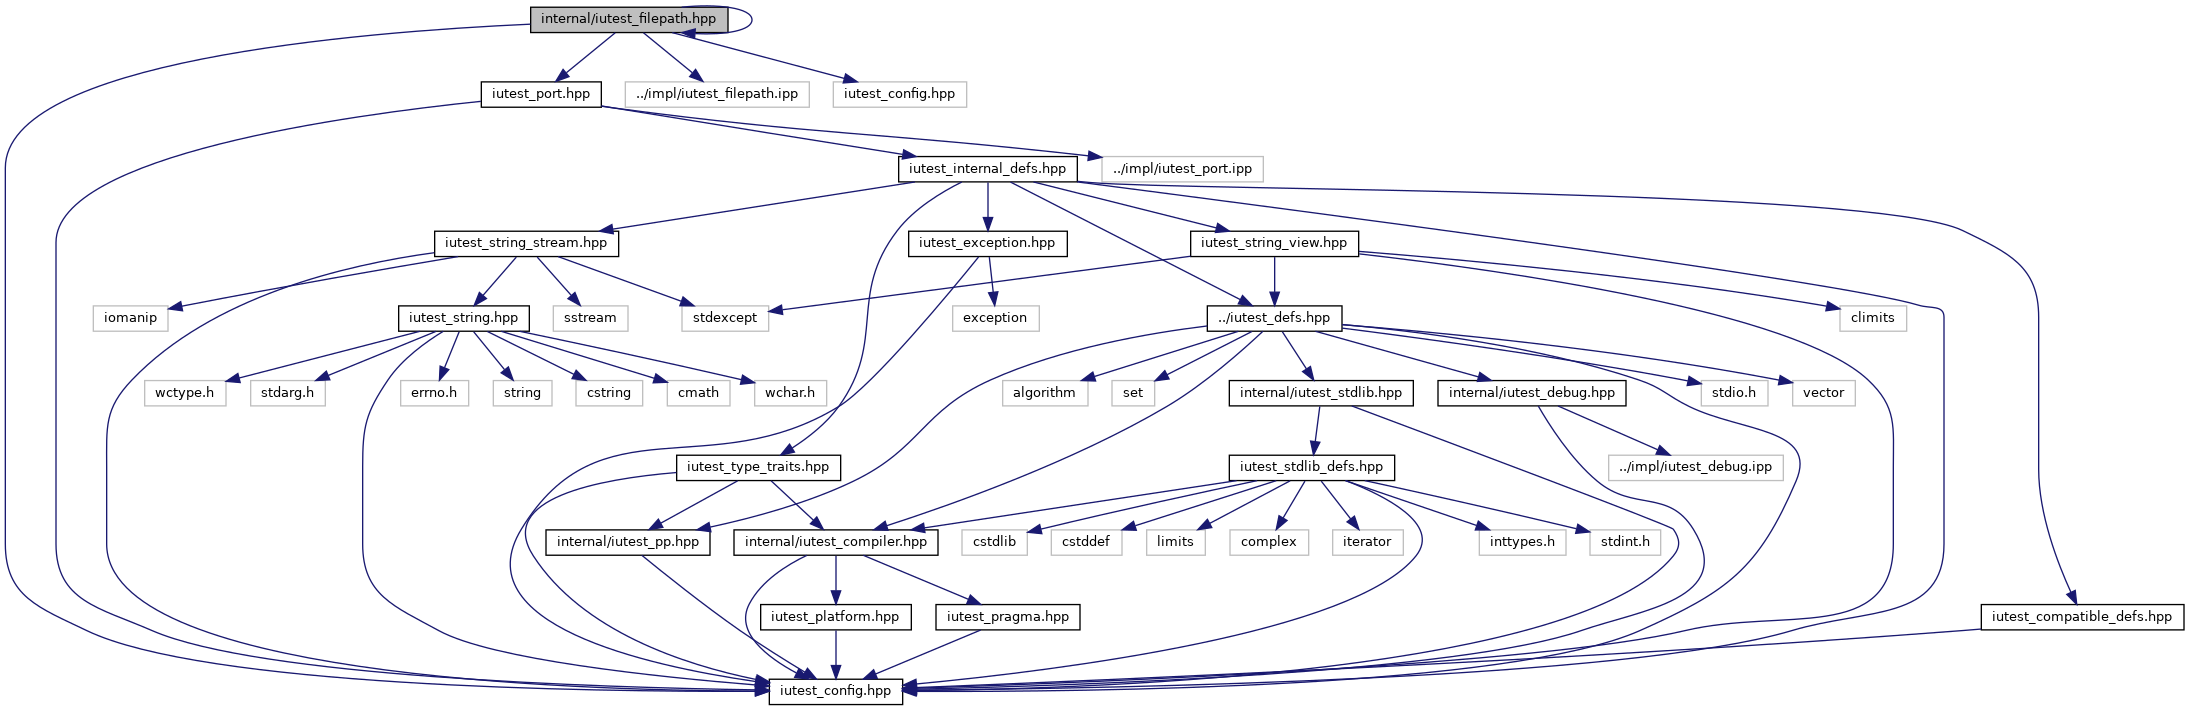 internal/iutest_filepath.hpp
iutest_port.hpp
../impl/iutest_filepath.ipp
iutest_config.hpp
iutest_internal_defs.hpp
../impl/iutest_port.ipp
iutest_string_stream.hpp
iutest_exception.hpp
iutest_string_view.hpp
iomanip
iutest_string.hpp
sstream
stdexcept
exception
../iutest_defs.hpp
climits
wctype.h
stdarg.h
errno.h
string
cstring
cmath
wchar.h
algorithm
set
internal/iutest_stdlib.hpp
internal/iutest_debug.hpp
stdio.h
vector
iutest_type_traits.hpp
iutest_stdlib_defs.hpp
../impl/iutest_debug.ipp
internal/iutest_pp.hpp
internal/iutest_compiler.hpp
cstdlib
cstddef
limits
complex
iterator
inttypes.h
stdint.h
iutest_platform.hpp
iutest_pragma.hpp
iutest_compatible_defs.hpp
iutest_config.hpp